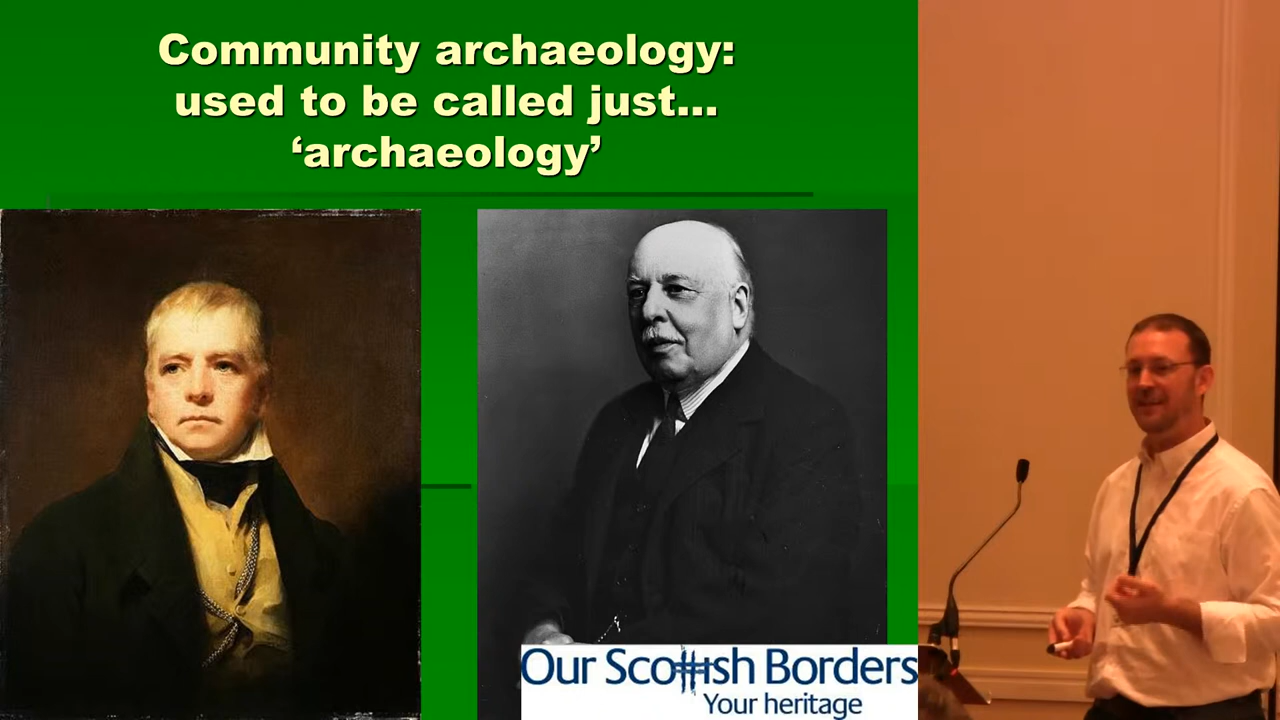 Community archaeology:
used to be called just...
‘archaeology’
Our Scottish Borders
Your heritage